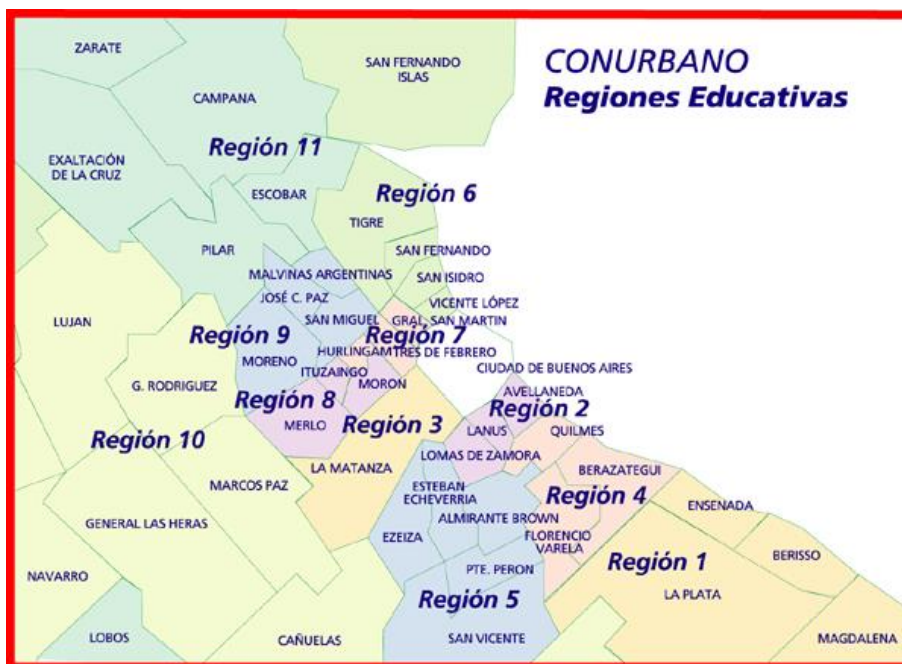 ZARATE
SAN FERNANDO
ISLAS
CONURBANO
Regiones Educativas
CAMPANA
Región 11
EXALTACIÓN
DE LA CRUZ
ESCOBAR
Región 6
TIGRE
PILAR
SAN FERNANDO
MALVINAS ARGENTINAS
SAN ISIDRO
JOSÉ C. PAZ
VICENTE LÓPEZ
LUJAN
SAN MIGUEL
GRAL. SAN MARTIN
Región 9
Región 7
HURLINGAM
TRES DE FEBRERO
MORENO
ITUZAINGO
CIUDAD DE BUENOS AIRES
G. RODRIGUEZ
MORON
AVELLANEDA
Región 8
Región 2
MERLO
Región 3
LANUS
QUILMES
Región 10
LOMAS DE ZAMORA
LA MATANZA
BERAZATEGUI
MARCOS PAZ
ESTEBAN
ECHEVERRIA
Región 4
ENSENADA
GENERAL LAS HERAS
ALMIRANTE BROWN
EZEIZA
FLORENCIO
VARELA
Región 1
BERISSO
NAVARRO
PTE. PERON
LA PLATA
Región 5
LOBOS
CAÑUELAS
SAN VICENTE
MAGDALENA